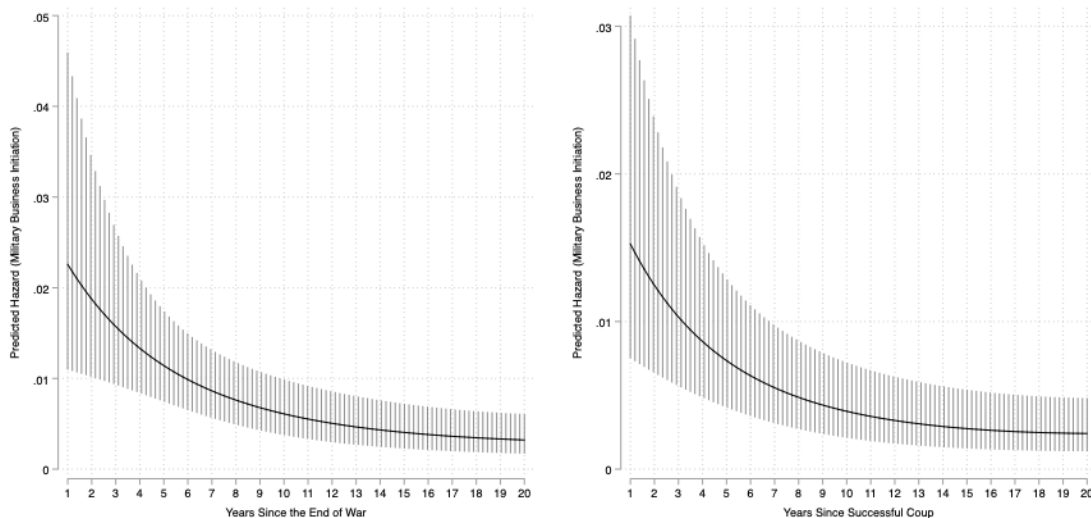 .05
.04
.03
.02
.01
0
Predicted Hazard (Military Business Initiation)
1 2 3 4 5 6 7 8 9 10 11 12 13 14 15 16 17 18 19 20
Years Since the End of War
.03
.02
.01
0
Predicted Hazard (Military Business Initiation)
1 2 3 4 5 6 7 8 9 10 11 12 13 14 15 16 17 18 19 20
Years Since Successful Coup